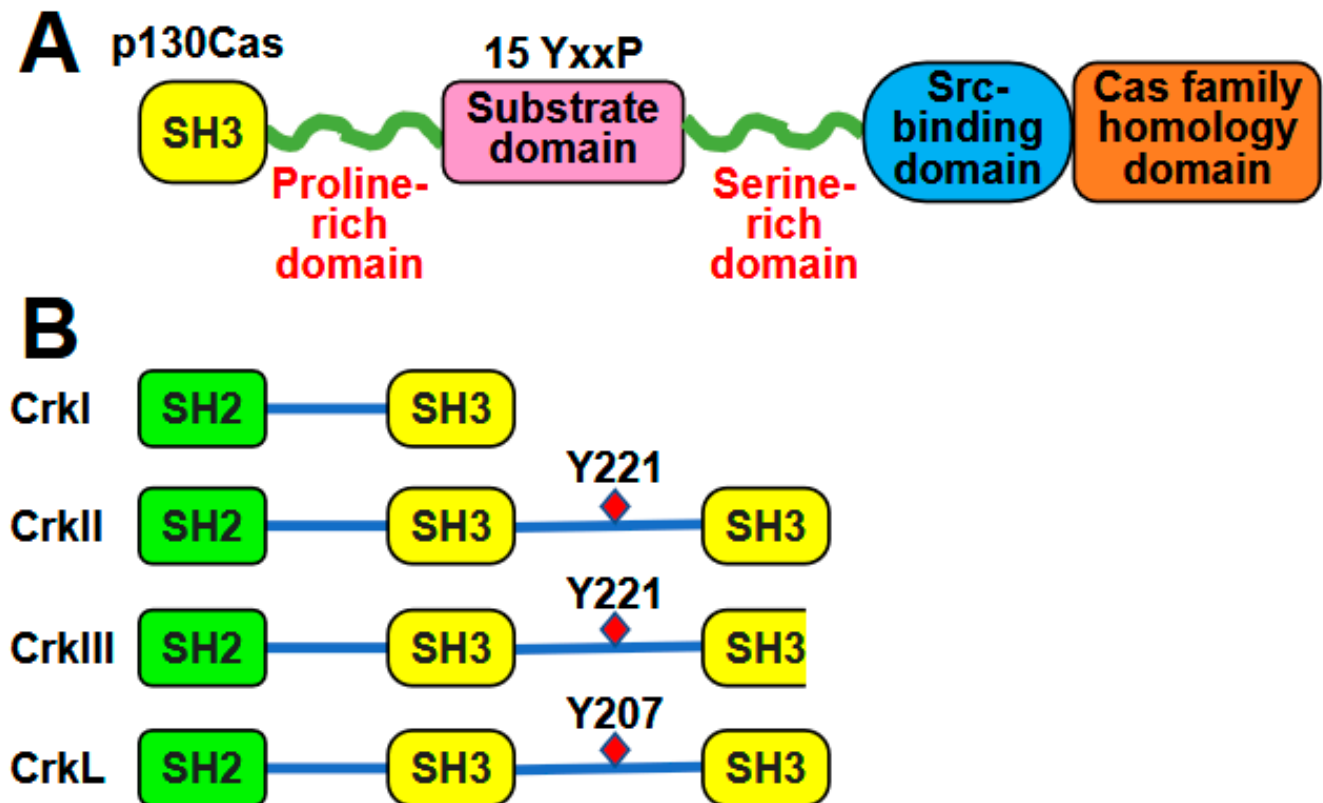 A
p130Cas
15 YxxP
SH3
Substrate
domain
Src-
binding
domain
Cas family
homology
domain
Proline-
rich
domain
Serine-
rich
domain
B
CrkI
SH2
SH3
Y221
CrkII
SH2
SH3
SH3
Y221
CrkIII
SH2
SH3
SH3
Y207
CrkL
SH2
SH3
SH3